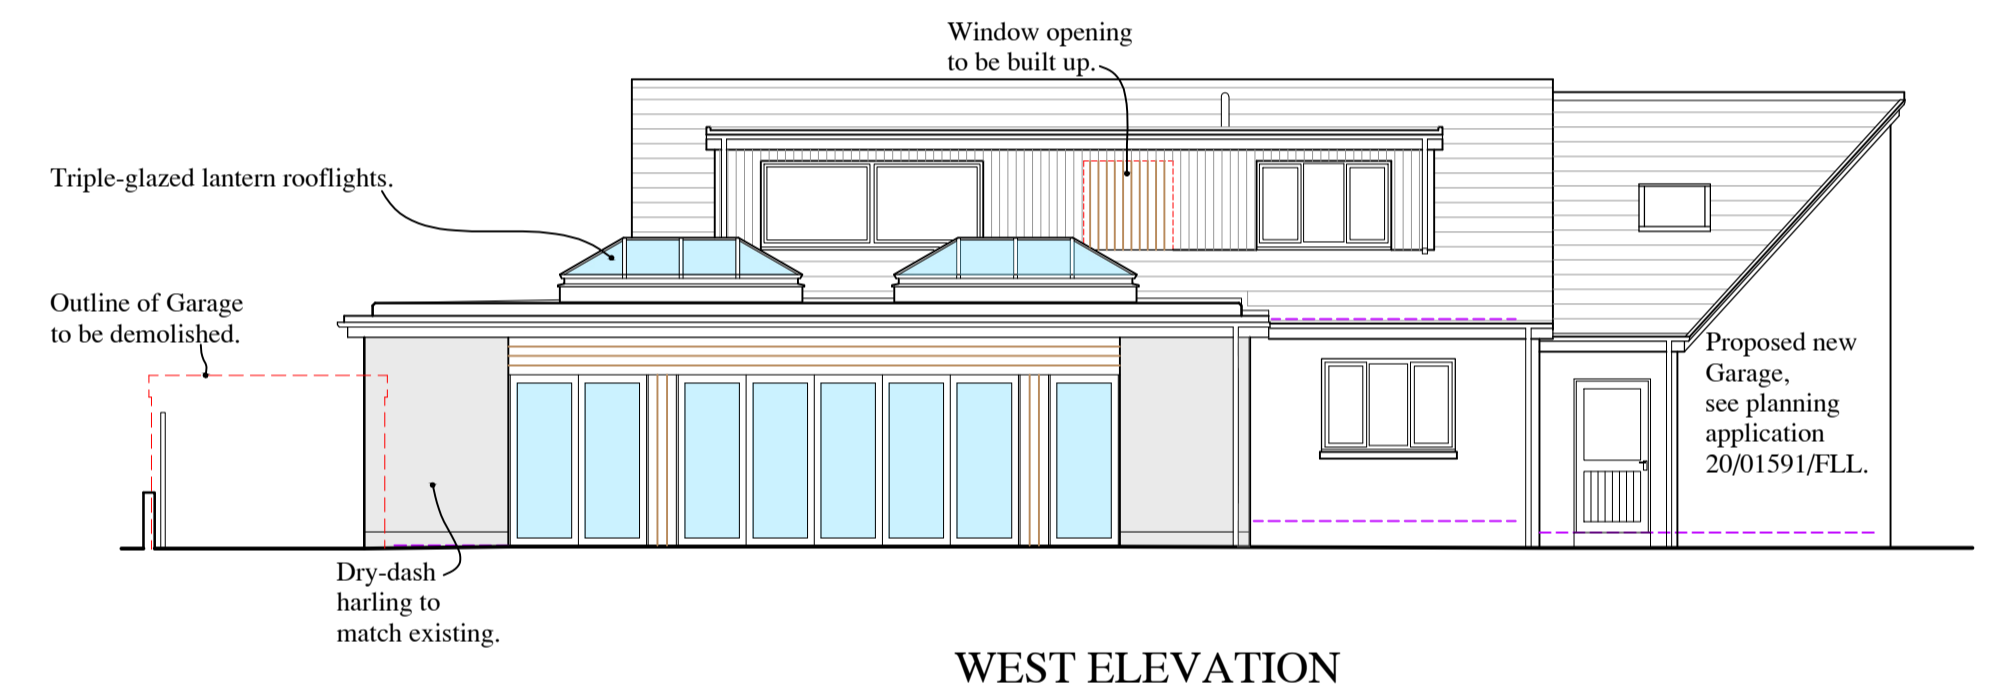 Window opening
to be built up.
Triple-glazed lantern rooflights.
Outline of Garage
to be demolished.
Proposed new
Garage,
see planning
application
20/01591/FLL.
Dry-dash
harling to
match existing.
WEST ELEVATION